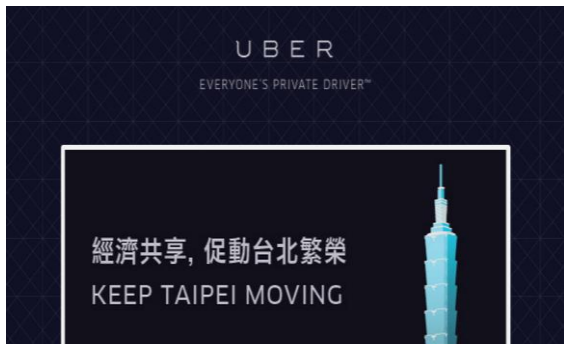 UBER
EVERYONE'S PRIVATE DRIVER™
經濟共享, 促動台北繁榮
KEEP TAIPEI MOVING